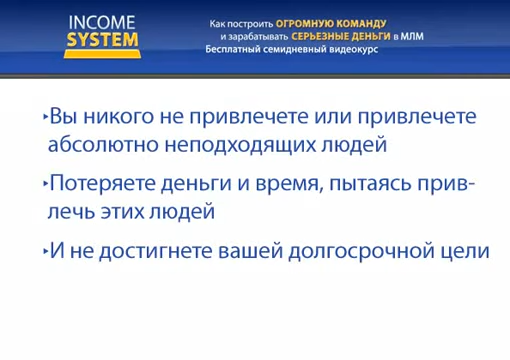 INCOME
SYSTEM
Как построить ОГРОМНУЮ КОМАНДУ
и зарабатывать СЕРЬЕЗНЫЕ ДЕНЬГИ в МЛМ
Бесплатный семидневный видеокурс
‣Вы никого не привлечете или привлечете
абсолютно неподходящих людей
‣Потеряете деньги и время, пытаясь прив-
лечь этих людей
‣И не достигнете вашей долгосрочной цели